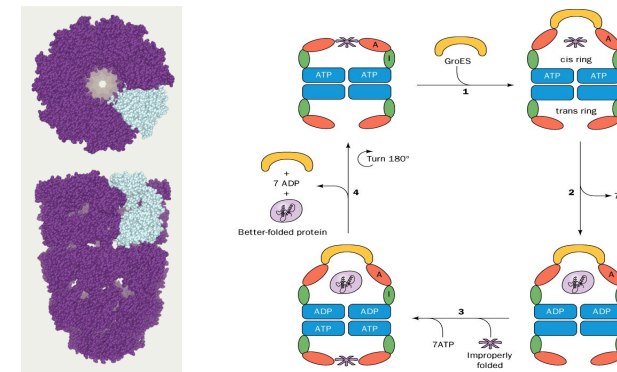 A
I
ATP ATP
GroES
1
A
cis ring
ATP ATP
trans ring
Turn 180°
+
7 ADP
+
4
Better-folded protein
2
7
A
I
ADP ADP
ATP ATP
3
7ATP
Improperly
folded
A
ADP ADP